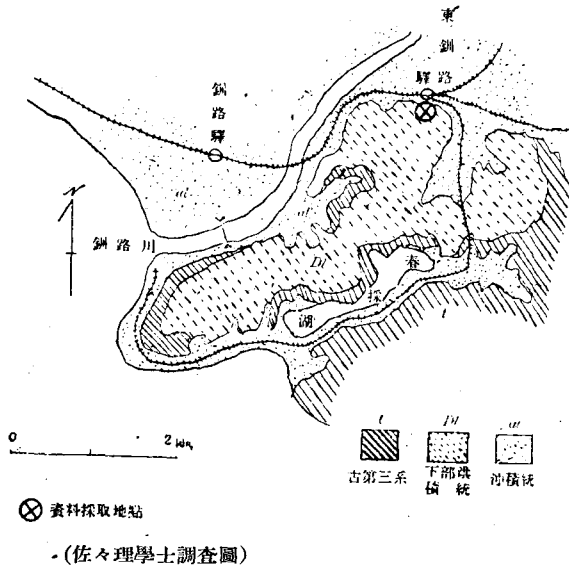 東釧路驛
釧路驛
al
al
N
釧路川
Dl
春採湖
t
0 2 km.
t Dl al
古第三系 下部洪積統 沖積統
資料採取地點
(佐々理學士調査圖)